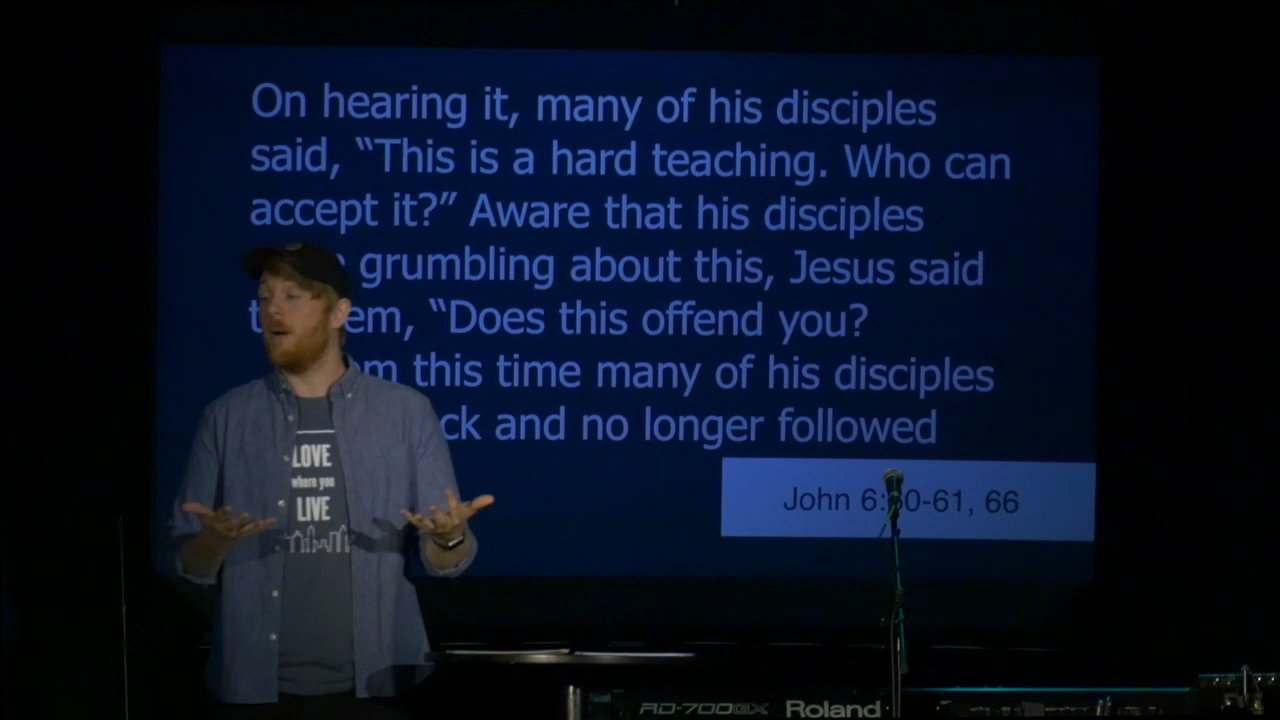 On hearing it, many of his disciples
said, “This is a hard teaching. Who can
accept it?” Aware that his disciples
grumbling about this, Jesus said
em, “Does this offend you?
m this time many of his disciples
ck and no longer followed
John 6:60-61, 66
LOVE
where you
LIVE
RD-700GX Roland